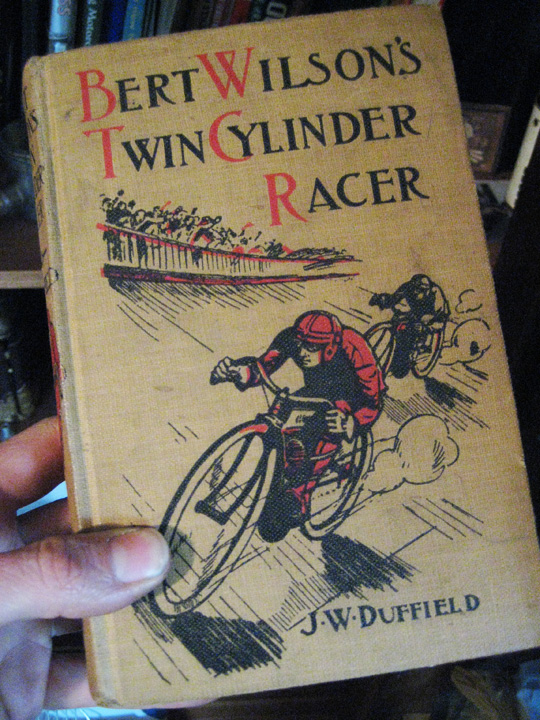 BERT WILSON'S
TWIN CYLINDER
RACER
J.W. DUFFIELD